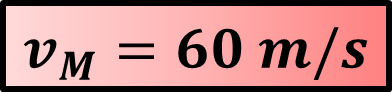 v_M = 60 m/s